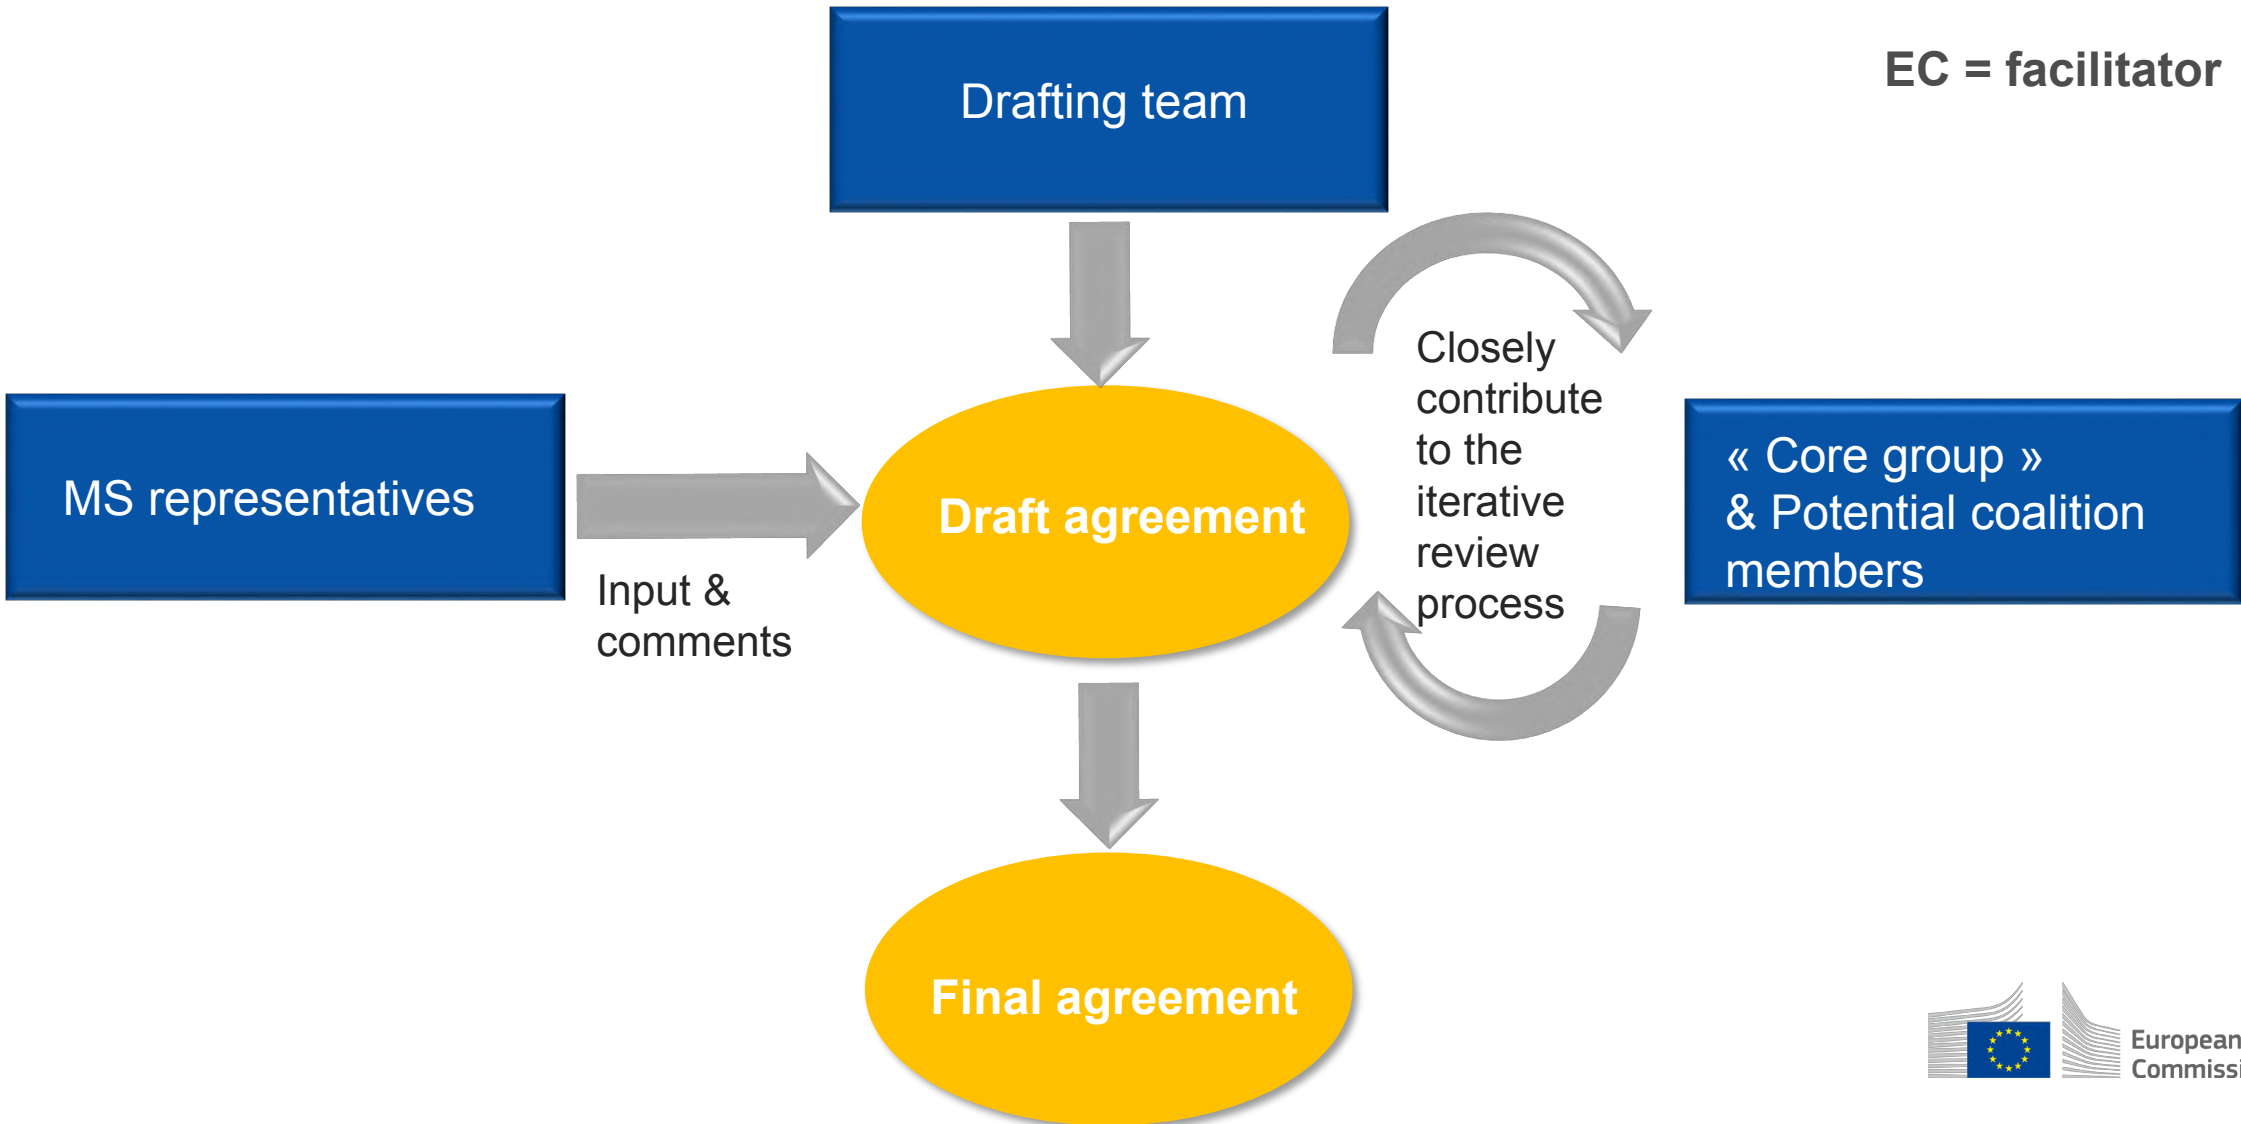 Drafting team
EC = facilitator
MS representatives
Input &
comments
Draft agreement
Closely
contribute
to the
iterative
review
process
« Core group »
& Potential coalition
members
Final agreement
European
Commissi